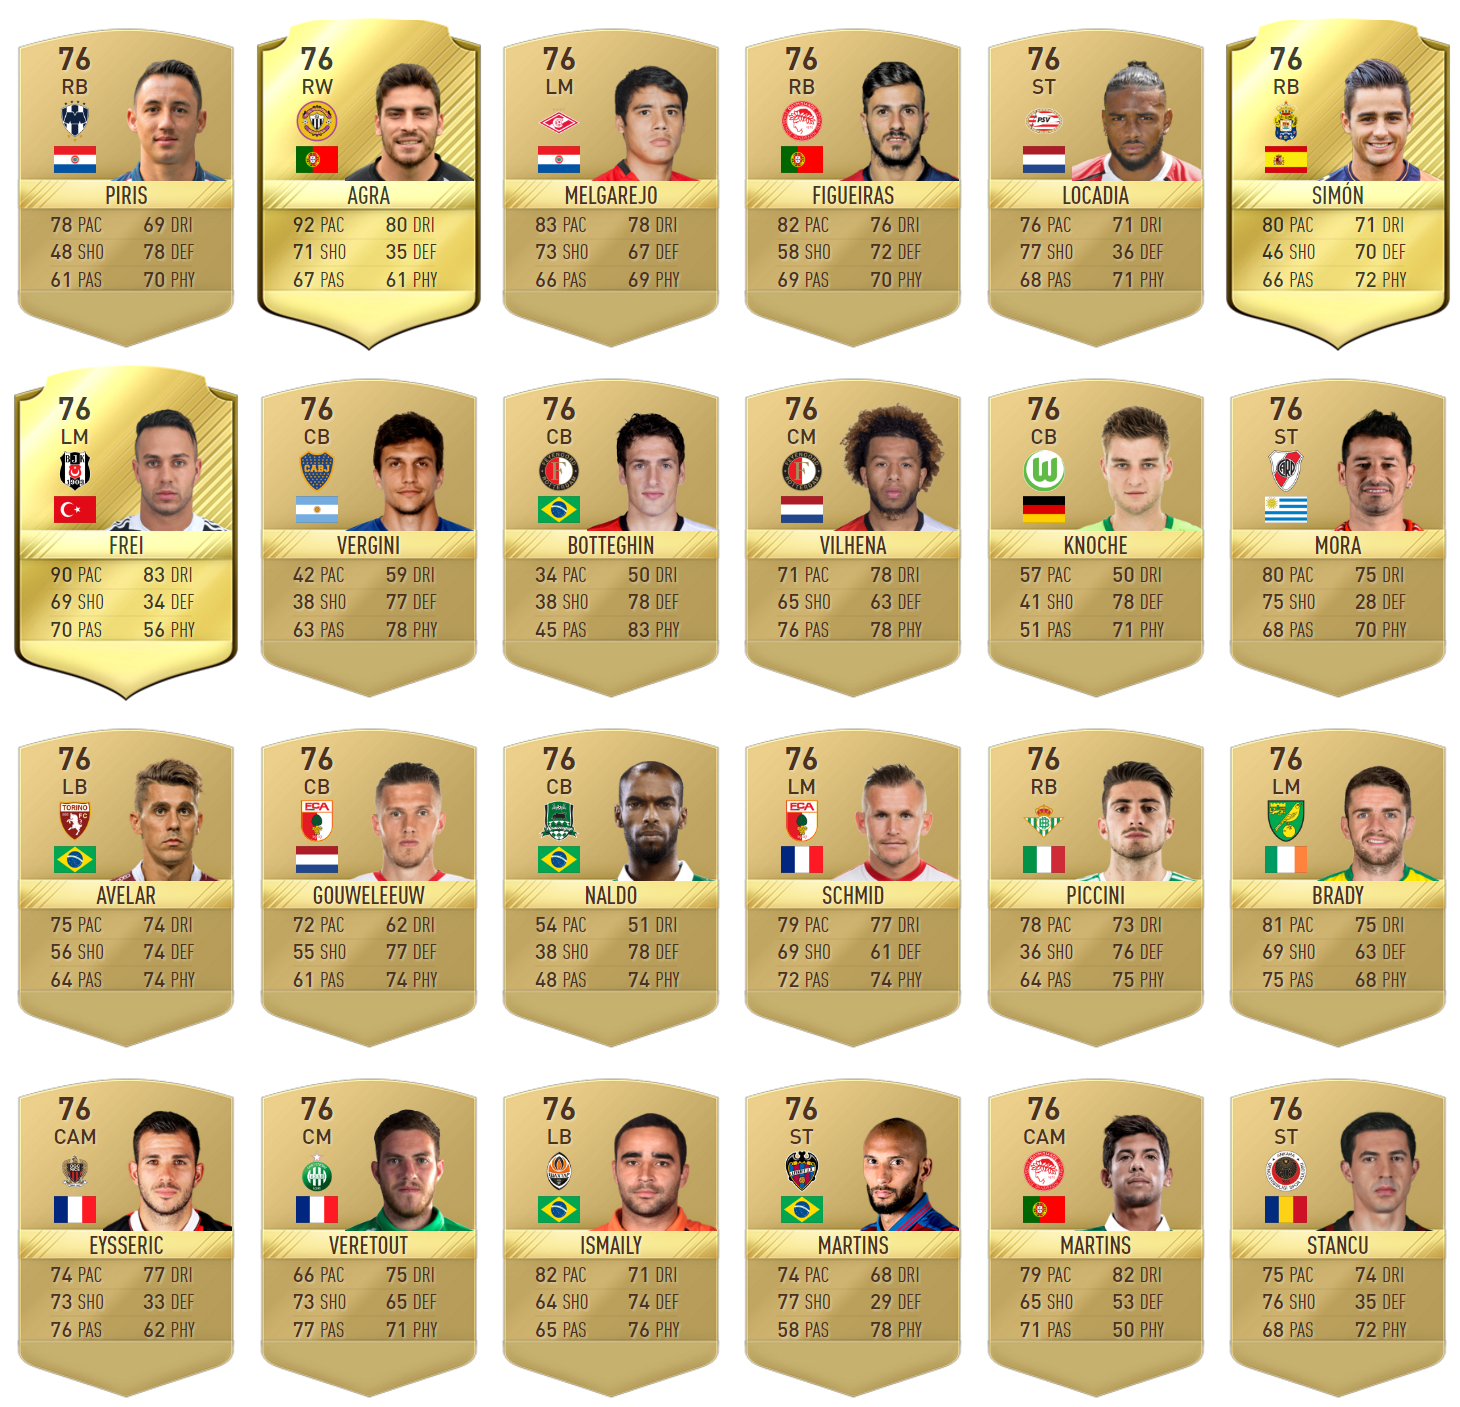 76
RB
PIRIS
78 PAC 69 DRI
48 SHO 78 DEF
61 PAS 70 PHY
76
RW
AGRA
92 PAC 80 DRI
71 SHO 35 DEF
67 PAS 61 PHY
76
LM
MELGAREJO
83 PAC 78 DRI
73 SHO 67 DEF
66 PAS 69 PHY
76
RB
FIGUEIRAS
82 PAC 76 DRI
58 SHO 72 DEF
69 PAS 70 PHY
76
ST
PSV
LOCADIA
76 PAC 71 DRI
77 SHO 36 DEF
68 PAS 71 PHY
76
RB
SIMÓN
80 PAC 71 DRI
46 SHO 70 DEF
66 PAS 72 PHY
76
LM
BJK
1903
FREI
90 PAC 83 DRI
69 SHO 34 DEF
70 PAS 56 PHY
76
CB
CABJ
VERGINI
42 PAC 59 DRI
38 SHO 77 DEF
63 PAS 78 PHY
76
CB
BOTTEGHIN
34 PAC 50 DRI
38 SHO 78 DEF
45 PAS 83 PHY
76
CM
VILHENA
71 PAC 78 DRI
65 SHO 63 DEF
76 PAS 78 PHY
76
CB
KNOCHE
57 PAC 50 DRI
41 SHO 78 DEF
51 PAS 71 PHY
76
ST
MORA
80 PAC 75 DRI
75 SHO 28 DEF
68 PAS 70 PHY
76
LB
TORINO
FC
AVELAR
75 PAC 74 DRI
56 SHO 74 DEF
64 PAS 74 PHY
76
CB
FCA
GOUWELEEUW
72 PAC 62 DRI
55 SHO 77 DEF
61 PAS 74 PHY
76
CB
NALDO
54 PAC 51 DRI
38 SHO 78 DEF
48 PAS 74 PHY
76
LM
FCA
SCHMID
79 PAC 77 DRI
69 SHO 61 DEF
72 PAS 74 PHY
76
RB
PICCINI
78 PAC 73 DRI
36 SHO 76 DEF
64 PAS 75 PHY
76
LM
BRADY
81 PAC 75 DRI
69 SHO 63 DEF
75 PAS 68 PHY
76
CAM
EYSSERIC
74 PAC 77 DRI
73 SHO 33 DEF
76 PAS 62 PHY
76
CM
VERETOUT
66 PAC 75 DRI
73 SHO 65 DEF
77 PAS 71 PHY
76
LB
ISMAILY
82 PAC 71 DRI
64 SHO 74 DEF
65 PAS 76 PHY
76
ST
MARTINS
74 PAC 68 DRI
77 SHO 29 DEF
58 PAS 78 PHY
76
CAM
MARTINS
79 PAC 82 DRI
65 SHO 53 DEF
71 PAS 50 PHY
76
ST
STANCU
75 PAC 74 DRI
76 SHO 35 DEF
68 PAS 72 PHY